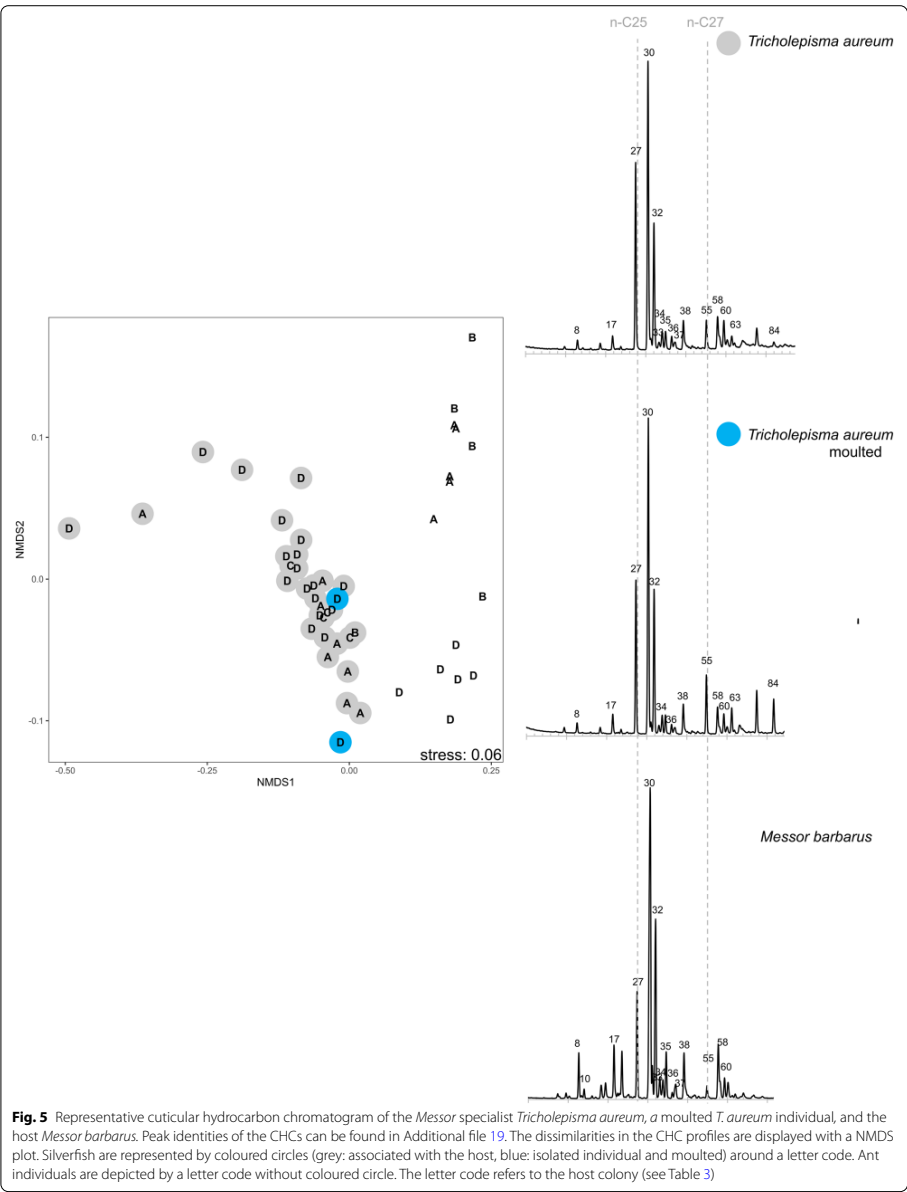 n-C25 n-C27
Tricholepisma aureum
30
27
32
34
35
33
36
37
38
55
58
60
63
8
17
84
Tricholepisma aureum
moulted
30
27
32
55
8
17
34
36
38
58
60
63
84
Messor barbarus
30
32
27
8
10
17
35
34
36
37
38
55
58
60
B
B
A
A
B
A
A
A
B
D
D
D
D
D
D
D
D
D
D
A
D
D
D
D
C
D
D
D
D
A
D
D
D
A
D
C
D
C
D
D
C
B
A
A
A
A
A
D
0.1
0.0
-0.1
NMDS2
-0.50 -0.25 0.00 0.25
NMDS1
stress: 0.06
Fig. 5 Representative cuticular hydrocarbon chromatogram of the Messor specialist Tricholepisma aureum, a moulted T. aureum individual, and the
host Messor barbarus. Peak identities of the CHCs can be found in Additional file 19. The dissimilarities in the CHC profiles are displayed with a NMDS
plot. Silverfish are represented by coloured circles (grey: associated with the host, blue: isolated individual and moulted) around a letter code. Ant
individuals are depicted by a letter code without coloured circle. The letter code refers to the host colony (see Table 3)